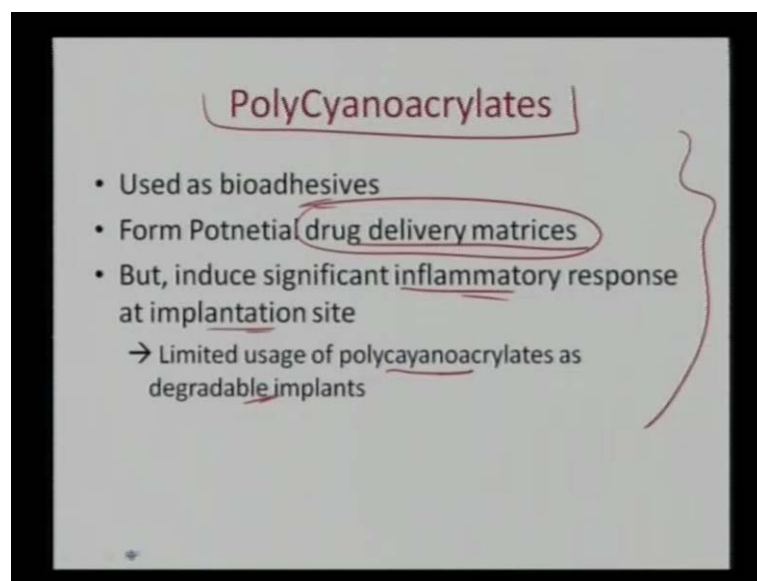 PolyCyanoacrylates
• Used as bioadhesives
• Form Potnetial drug delivery matrices
• But, induce significant inflammatory response
at implantation site
→ Limited usage of polycayanoacrylates as
degradable implants